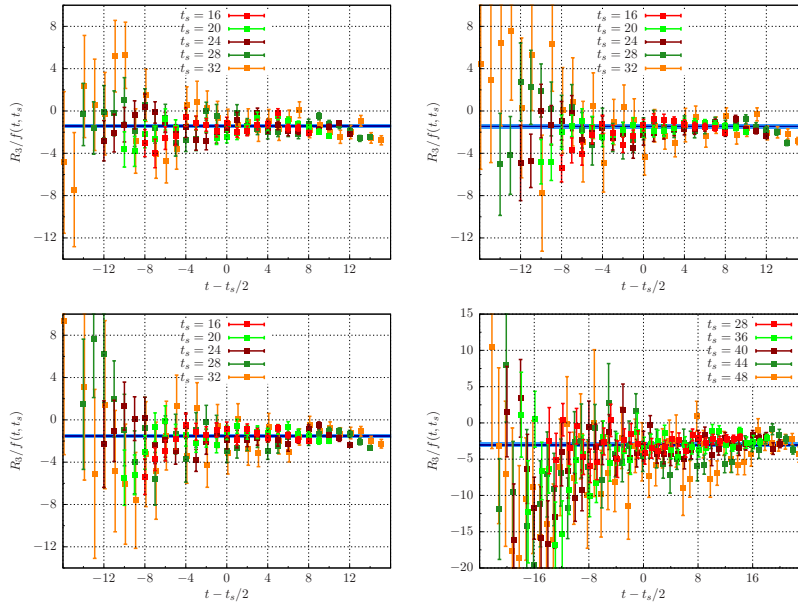 t_s = 16
t_s = 20
t_s = 24
t_s = 28
t_s = 32
8
4
0
−4
−8
−12
R_3/f(t, t_s)
−12 −8 −4 0 4 8 12
t − t_s/2
t_s = 16
t_s = 20
t_s = 24
t_s = 28
t_s = 32
8
4
0
−4
−8
−12
R_3/f(t, t_s)
−12 −8 −4 0 4 8 12
t − t_s/2
t_s = 16
t_s = 20
t_s = 24
t_s = 28
t_s = 32
8
4
0
−4
−8
−12
R_3/f(t, t_s)
−12 −8 −4 0 4 8 12
t − t_s/2
t_s = 28
t_s = 36
t_s = 40
t_s = 44
t_s = 48
15
10
5
0
−5
−10
−15
−20
R_3/f(t, t_s)
−16 −8 0 8 16
t − t_s/2